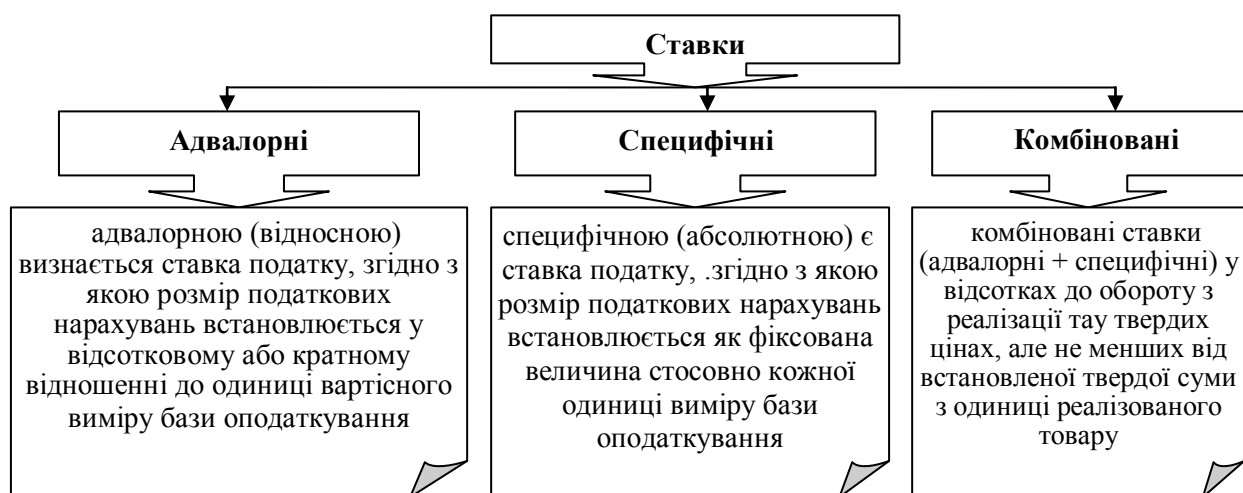 Ставки
Адвалорні
Специфічні
Комбіновані
адвалорною (відносною)
визнається ставка податку, згідно з
якою розмір податкових
нарахувань встановлюється у
відсотковому або кратному
відношенні до одиниці вартісного
виміру бази оподаткування
специфічною (абсолютною) є
ставка податку, .згідно з якою
розмір податкових нарахувань
встановлюється як фіксована
величина стосовно кожної
одиниці виміру бази
оподаткування
комбіновані ставки
(адвалорні + специфічні) у
відсотках до обороту з
реалізації тау твердих
цінах, але не менших від
встановленої твердої суми
з одиниці реалізованого
товару